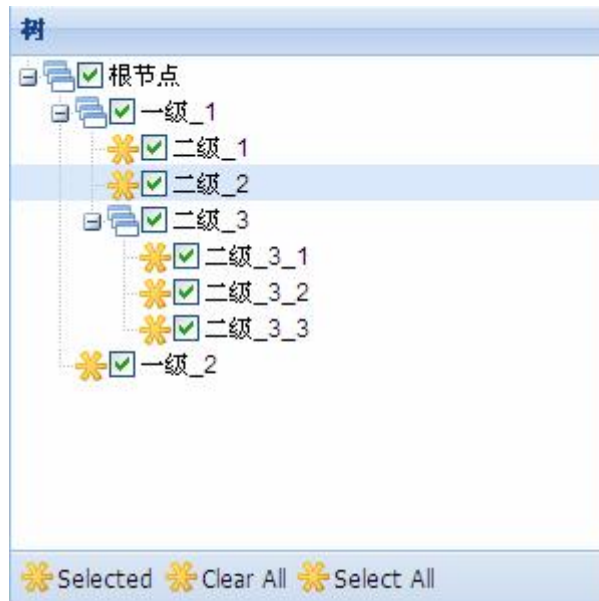 树
根节点
一级_1
二级_1
二级_2
二级_3
二级_3_1
二级_3_2
二级_3_3
一级_2
Selected Clear All Select All